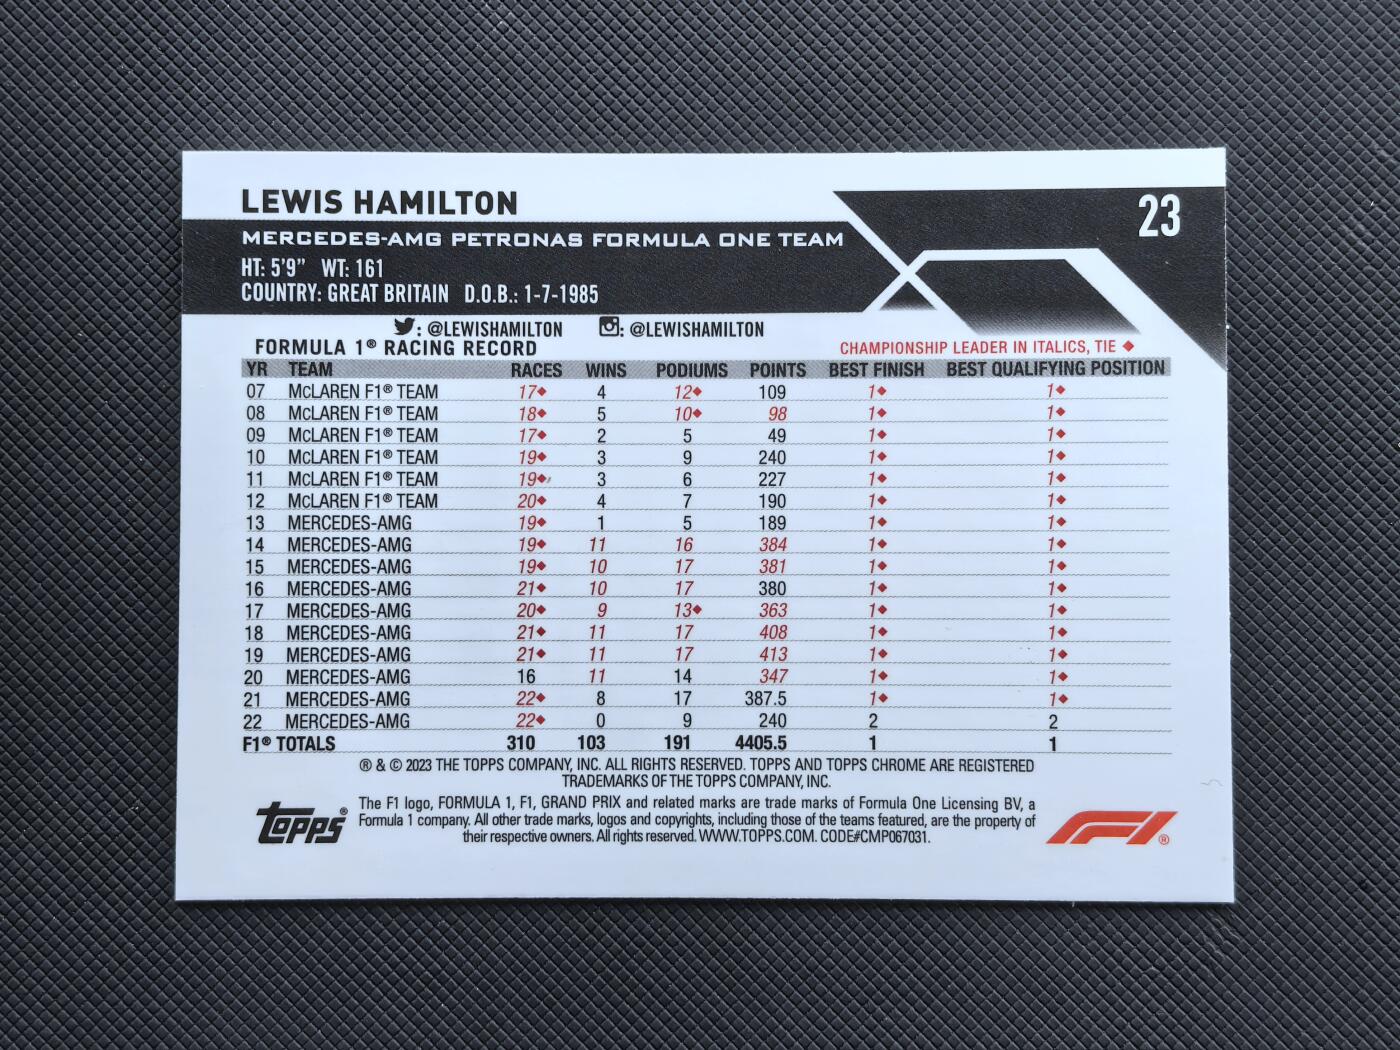 LEWIS HAMILTON
23
MERCEDES-AMG PETRONAS FORMULA ONE TEAM
HT: 5'9" WT: 161
COUNTRY: GREAT BRITAIN D.O.B.: 1-7-1985
: @LEWISHAMILTON : @LEWISHAMILTON
FORMULA 1® RACING RECORD
CHAMPIONSHIP LEADER IN ITALICS, TIE ◆
YR TEAM RACES WINS PODIUMS POINTS BEST FINISH BEST QUALIFYING POSITION
07 McLAREN F1® TEAM 17◆ 4 12◆ 109 1◆ 1◆
08 McLAREN F1® TEAM 18◆ 5 10◆ 98 1◆ 1◆
09 McLAREN F1® TEAM 17◆ 2 5 49 1◆ 1◆
10 McLAREN F1® TEAM 19◆ 3 9 240 1◆ 1◆
11 McLAREN F1® TEAM 19◆ 3 6 227 1◆ 1◆
12 McLAREN F1® TEAM 20◆ 4 7 190 1◆ 1◆
13 MERCEDES-AMG 19◆ 1 5 189 1◆ 1◆
14 MERCEDES-AMG 19◆ 11 16 384 1◆ 1◆
15 MERCEDES-AMG 19◆ 10 17 381 1◆ 1◆
16 MERCEDES-AMG 21◆ 10 17 380 1◆ 1◆
17 MERCEDES-AMG 20◆ 9 13◆ 363 1◆ 1◆
18 MERCEDES-AMG 21◆ 11 17 408 1◆ 1◆
19 MERCEDES-AMG 21◆ 11 17 413 1◆ 1◆
20 MERCEDES-AMG 16 11 14 347 1◆ 1◆
21 MERCEDES-AMG 22◆ 8 17 387.5 1◆ 1◆
22 MERCEDES-AMG 22◆ 0 9 240 2 2
F1® TOTALS 310 103 191 4405.5 1 1
® & © 2023 THE TOPPS COMPANY, INC. ALL RIGHTS RESERVED. TOPPS AND TOPPS CHROME ARE REGISTERED
TRADEMARKS OF THE TOPPS COMPANY, INC.
Topps®
The F1 logo, FORMULA 1, F1, GRAND PRIX and related marks are trade marks of Formula One Licensing BV, a
Formula 1 company. All other trade marks, logos and copyrights, including those of the teams featured, are the property of
their respective owners. All rights reserved. WWW.TOPPS.COM. CODE#CMP067031.
F1®